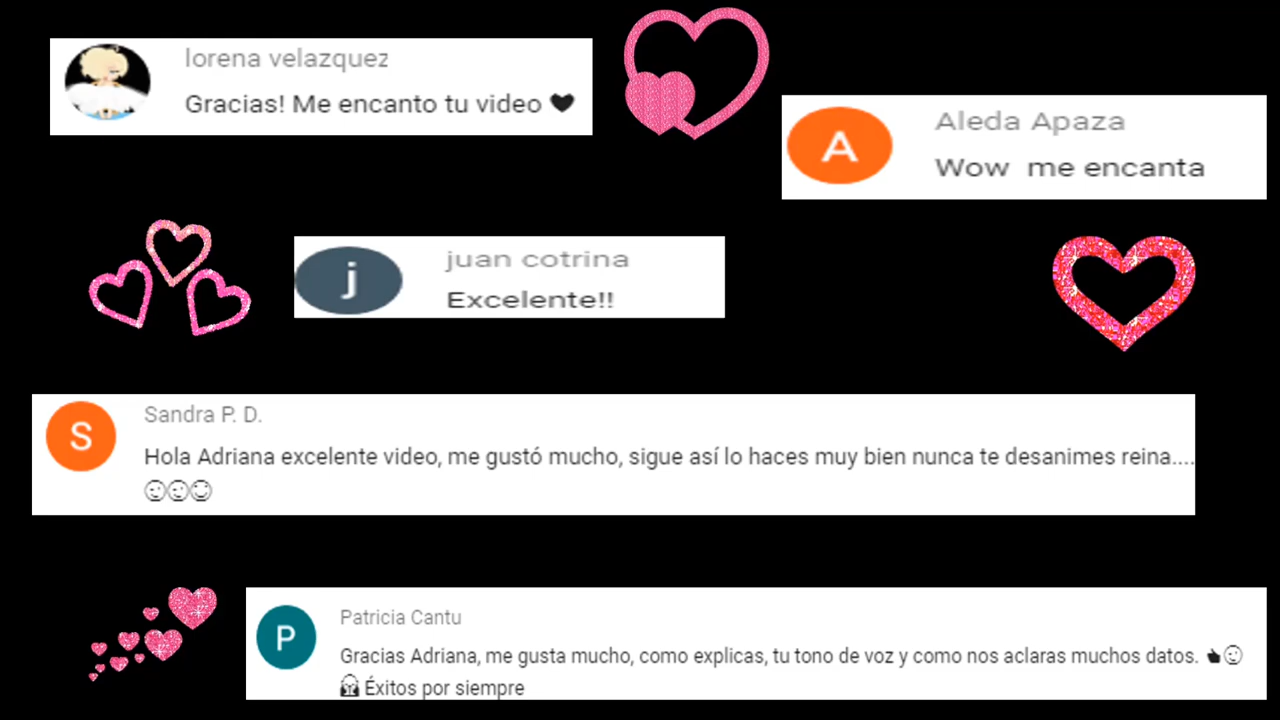 lorena velazquez
Gracias! Me encanto tu video 🖤
A
Aleda Apaza
Wow me encanta
j
juan cotrina
Excelente!!
S
Sandra P. D.
Hola Adriana excelente video, me gustó mucho, sigue así lo haces muy bien nunca te desanimes reina....
P
Patricia Cantu
Gracias Adriana, me gusta mucho, como explicas, tu tono de voz y como nos aclaras muchos datos.
Éxitos por siempre